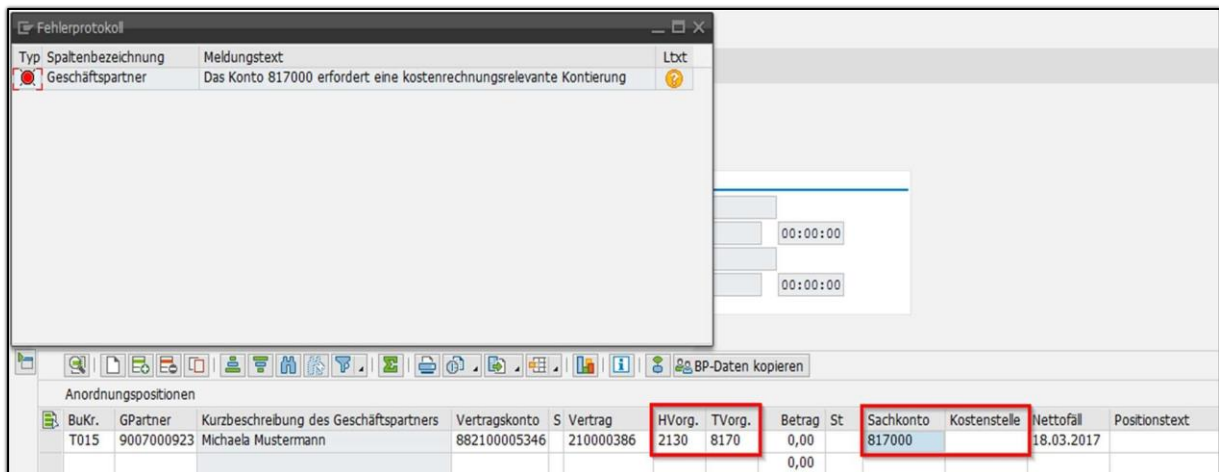 Fehlerprotokoll
Typ Spaltenbezeichnung Meldungstext Ltxt
Geschäftspartner Das Konto 817000 erfordert eine kostenrechnungsrelevante Kontierung
00:00:00
00:00:00
BP-Daten kopieren
Anordnungspositionen
BuKr. GPartner Kurzbeschreibung des Geschäftspartners Vertragskonto S Vertrag HVorg. TVorg. Betrag St Sachkonto Kostenstelle Nettofäll Positionstext
T015 9007000923 Michaela Mustermann 882100005346 210000386 2130 8170 0,00 817000 18.03.2017
0,00